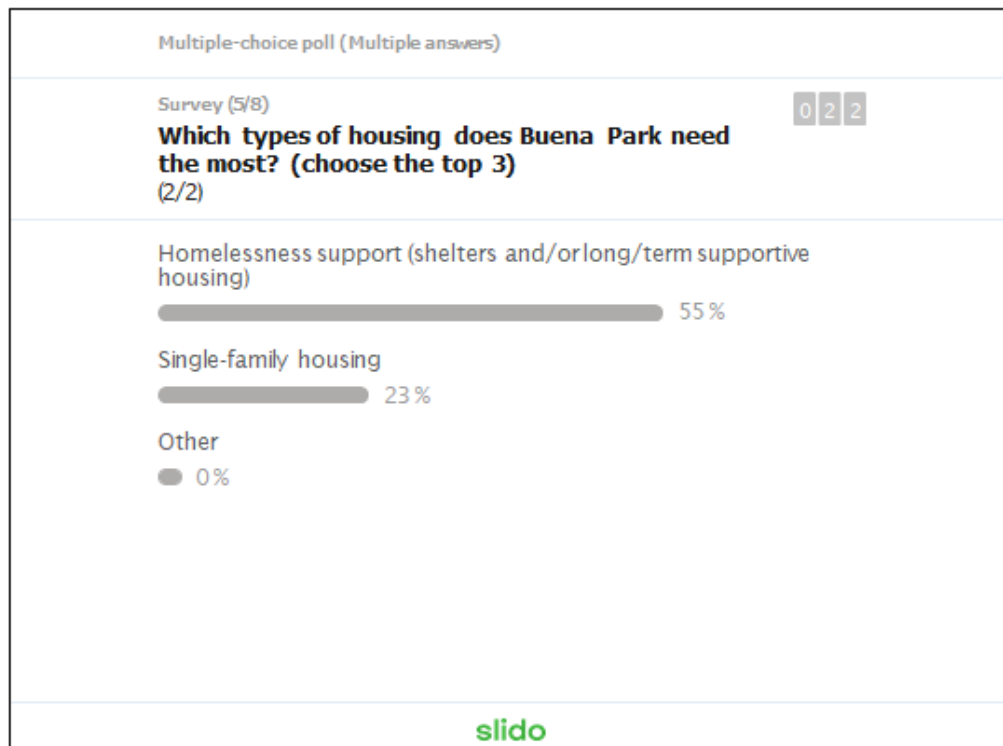 Multiple-choice poll (Multiple answers)
Survey (5/8)
0 2 2
Which types of housing does Buena Park need
the most? (choose the top 3)
(2/2)
Homelessness support (shelters and/or long/term supportive
housing)
55 %
Single-family housing
23 %
Other
0 %
slido